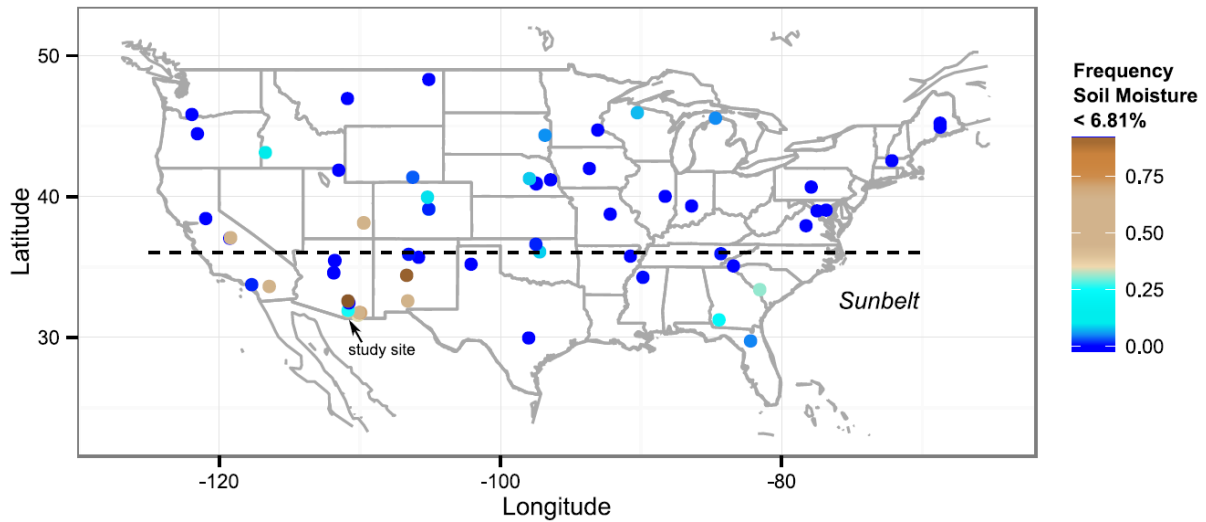 50
40
30
Latitude
-120
-100
-80
Longitude
Sunbelt
study site
Frequency
Soil Moisture
< 6.81%
0.75
0.50
0.25
0.00